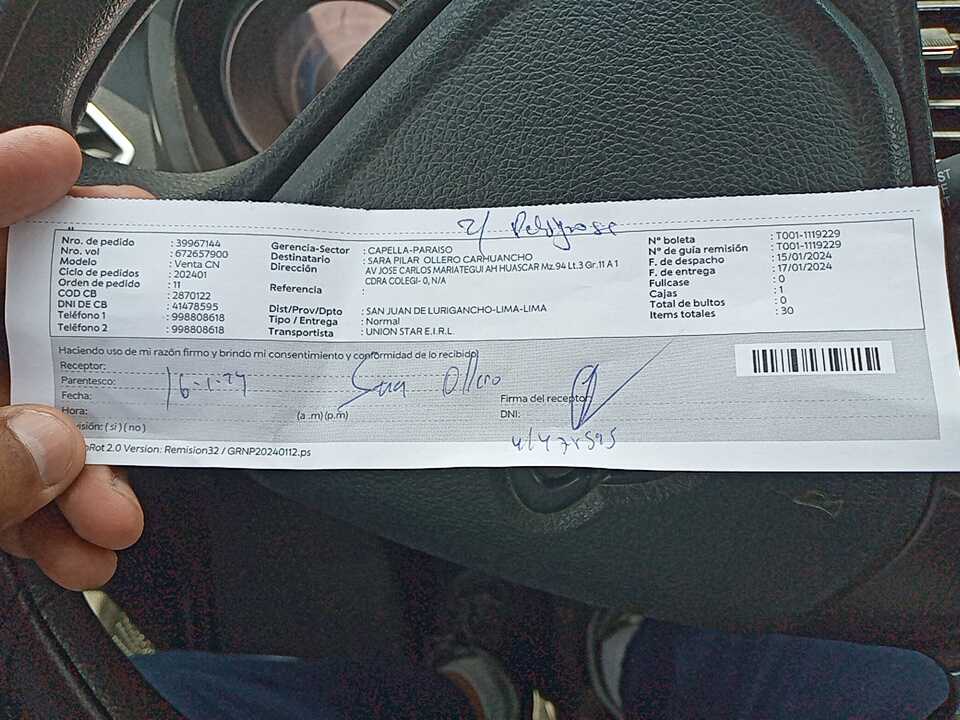 Nro. de pedido : 39967144
Nro. vol : 672657900
Modelo : Venta CN
Ciclo de pedidos : 202401
Orden de pedido : 11
COD CB : 2870122
DNI DE CB : 41478595
Teléfono 1 : 998808618
Teléfono 2 : 998808618
Gerencia-Sector : CAPELLA-PARAISO
Destinatario : SARA PILAR OLLERO CARHUANCHO
Dirección : AV JOSE CARLOS MARIATEGUI AH HUASCAR Mz.94 Lt.3 Gr.11 A 1
CDRA COLEGI- 0, N/A
Referencia :
Dist/Prov/Dpto : SAN JUAN DE LURIGANCHO-LIMA-LIMA
Tipo / Entrega : Normal
Transportista : UNION STAR E.I.R.L
N° boleta : T001-1119229
N° de guía remisión : T001-1119229
F. de despacho : 15/01/2024
F. de entrega : 17/01/2024
Fullcase : 0
Cajas : 1
Total de bultos : 0
Items totales : 30
Haciendo uso de mi razón firmo y brindo mi consentimiento y conformidad de lo recibido
Receptor:
Parentesco:
Fecha: 16-1-24
Hora: (a .m) (p.m)
isión: ( si ) ( no )
Sara Ollero
Firma del receptor
DNI: 41478595
Rot 2.0 Version: Remision32 / GRNP20240112.ps